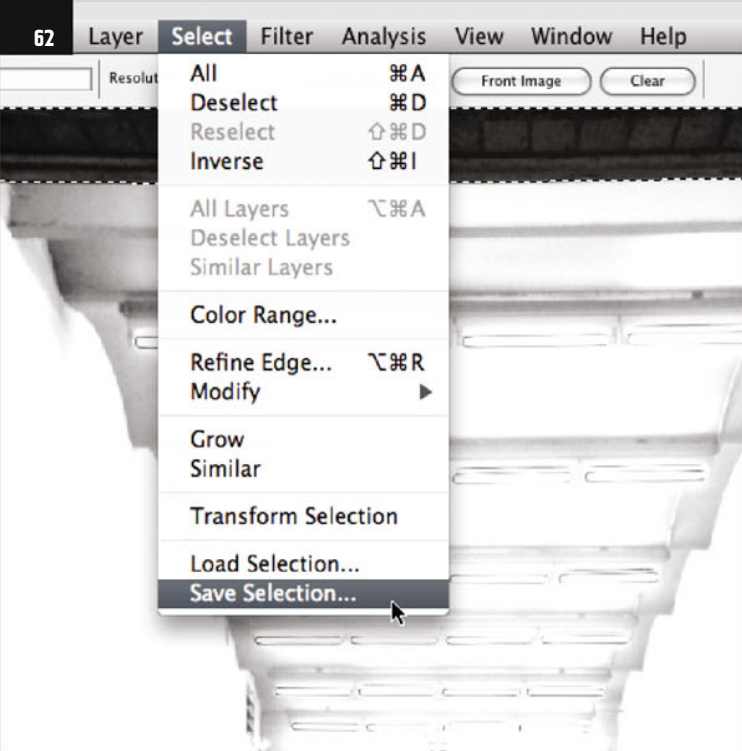 62
Layer Select Filter Analysis View Window Help
Resolut Front Image Clear
All ⌘A
Deselect ⌘D
Reselect ⇧⌘D
Inverse ⇧⌘I
All Layers ⌥⌘A
Deselect Layers
Similar Layers
Color Range...
Refine Edge... ⌥⌘R
Modify ▶
Grow
Similar
Transform Selection
Load Selection...
Save Selection...